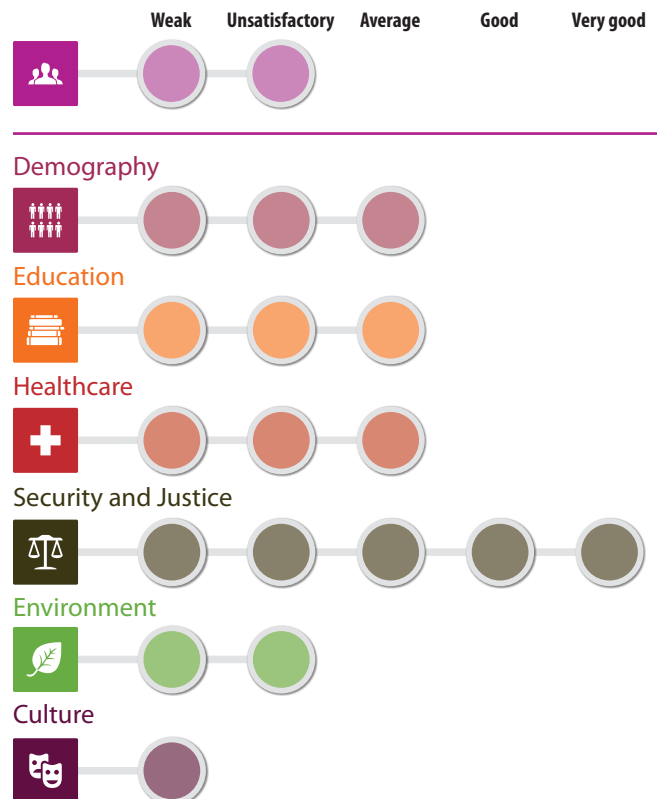 Weak Unsatisfactory Average Good Very good
Demography
Education
Healthcare
Security and Justice
Environment
Culture